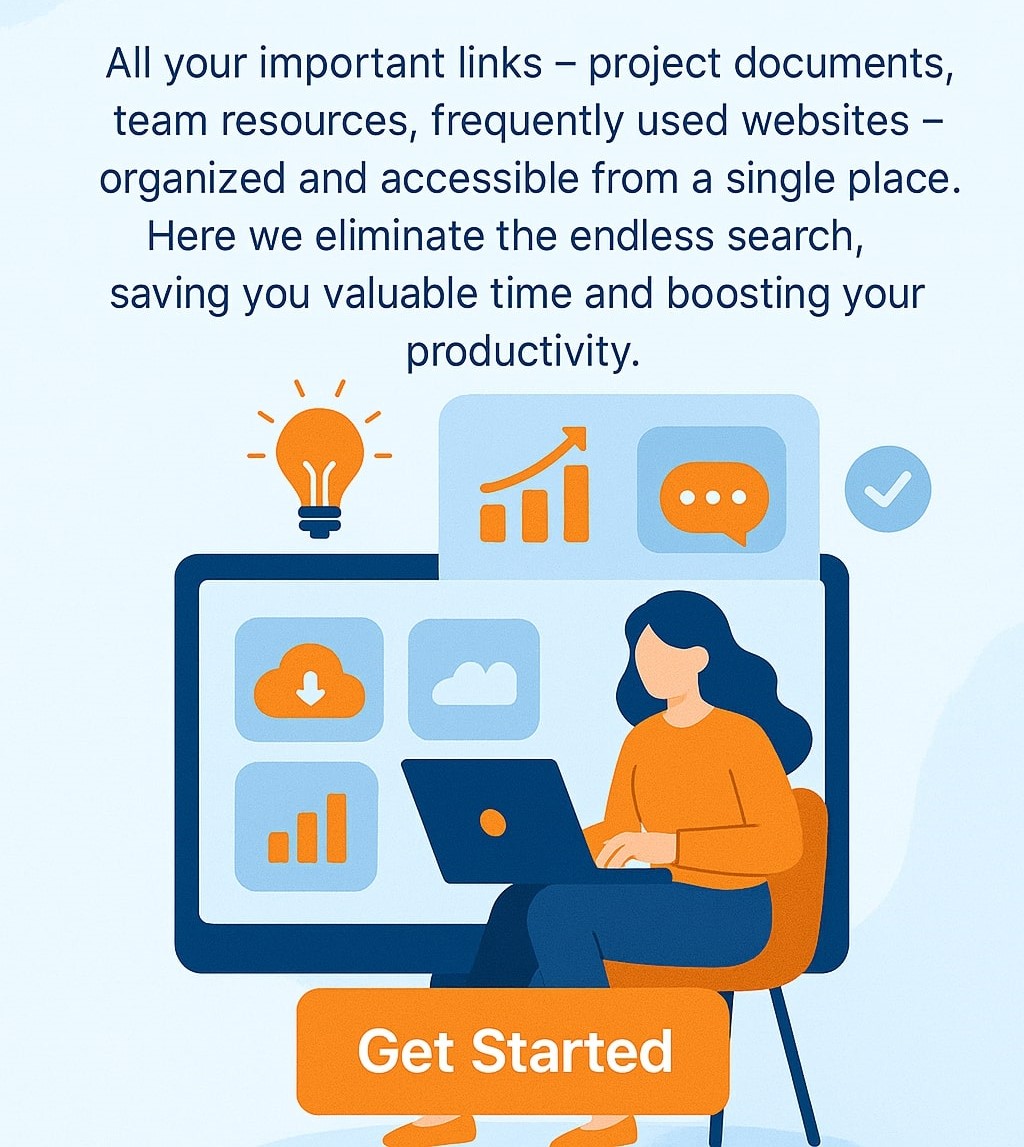 All your important links – project documents,
team resources, frequently used websites –
organized and accessible from a single place.
Here we eliminate the endless search,
saving you valuable time and boosting your
productivity.
Get Started